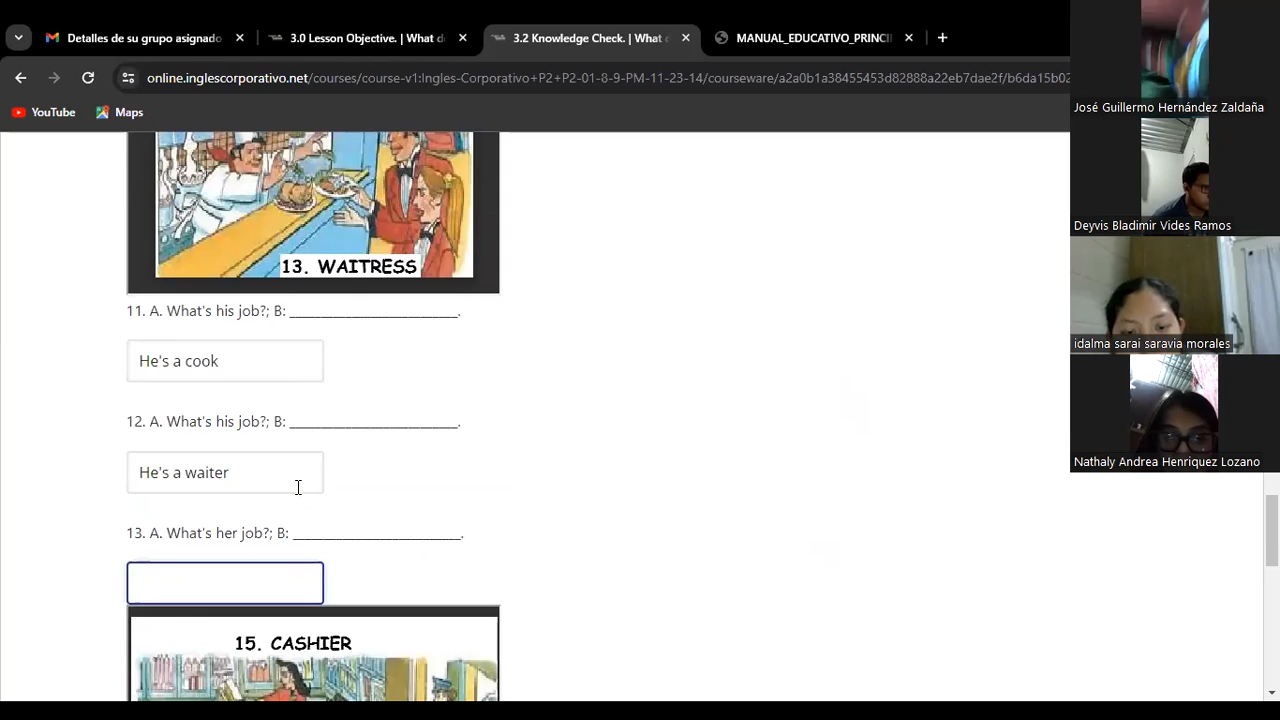 Detalles de su grupo asignado
3.0 Lesson Objective. | What d
3.2 Knowledge Check. | What
MANUAL_EDUCATIVO_PRINCI
online.inglescorporativo.net/courses/course-v1:Ingles-Corporativo+P2+P2-01-8-9-PM-11-23-14/courseware/a2a0b1a38455453d82888a22eb7dae2f/b6da15b02
YouTube
Maps
José Guillermo Hernández Zaldaña
Deyvis Bladimir Vides Ramos
idalma sarai saravia morales
Nathaly Andrea Henriquez Lozano
13. WAITRESS
11. A. What's his job?; B: _________________________.
He's a cook
12. A. What's his job?; B: _________________________.
He's a waiter
13. A. What's her job?; B: _________________________.
15. CASHIER